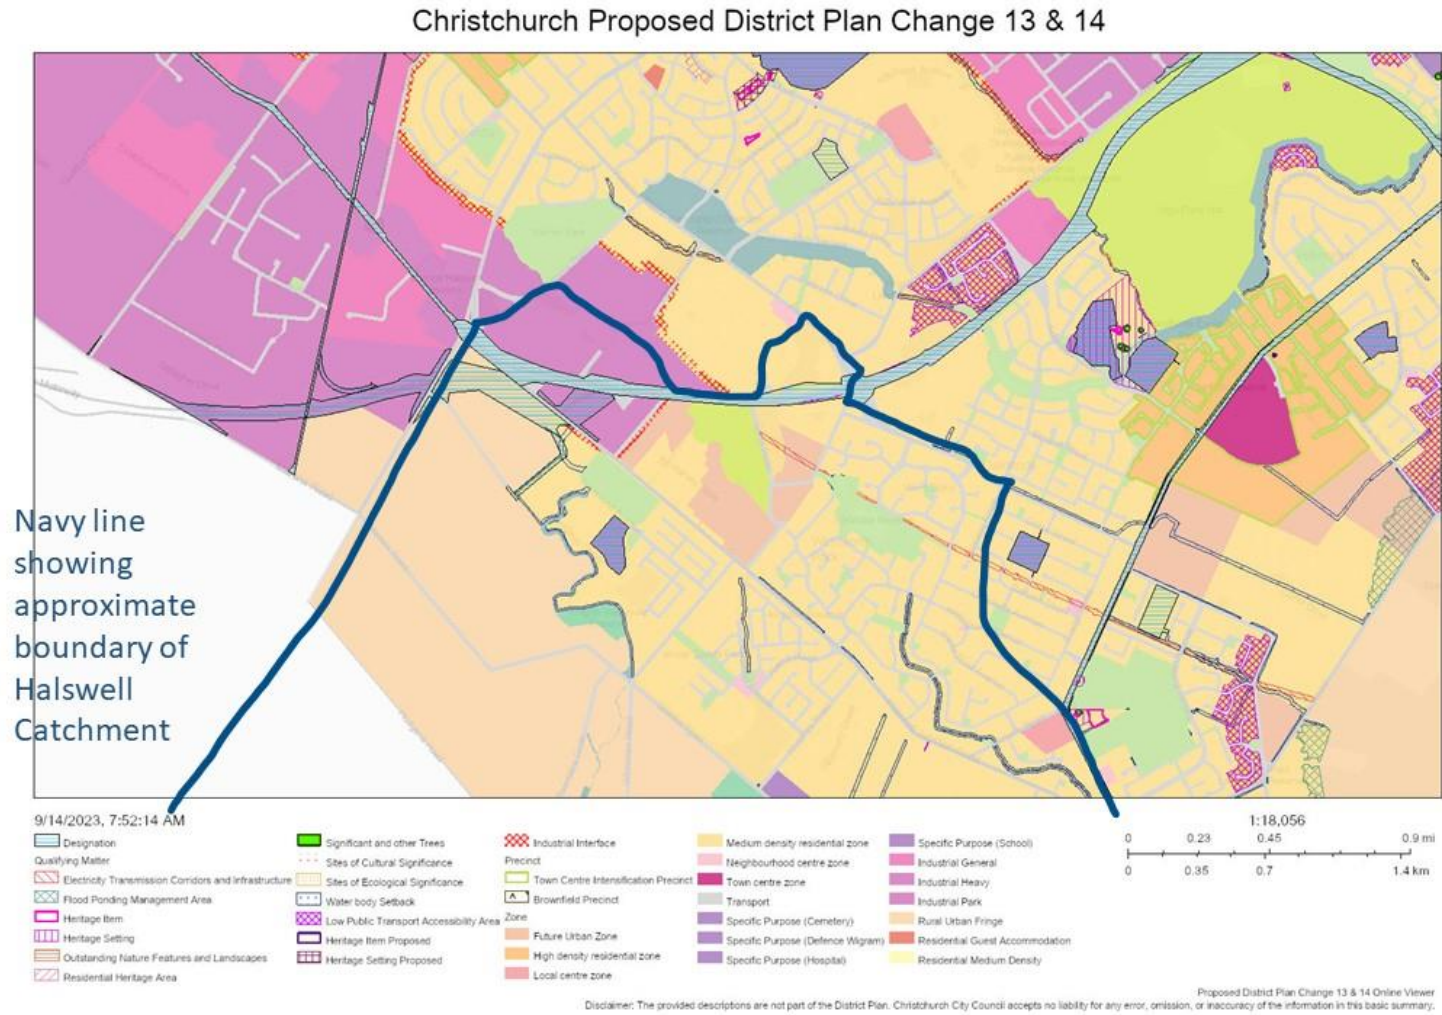 Christchurch Proposed District Plan Change 13 & 14
Navy line
showing
approximate
boundary of
Halswell
Catchment
9/14/2023, 7:52:14 AM
Designation
Qualifying Matter
Electricity Transmission Corridors and Infrastructure
Flood Ponding Management Area
Heritage Item
Heritage Setting
Outstanding Nature Features and Landscapes
Residential Heritage Area
Significant and other Trees
Sites of Cultural Significance
Sites of Ecological Significance
Water body Setback
Low Public Transport Accessibility Area
Heritage Item Proposed
Heritage Setting Proposed
Industrial Interface
Precinct
Town Centre Intensification Precinct
Brownfield Precinct
Zone
Future Urban Zone
High density residential zone
Local centre zone
Medium density residential zone
Neighbourhood centre zone
Town centre zone
Transport
Specific Purpose (Cemetery)
Specific Purpose (Defence Wigram)
Specific Purpose (Hospital)
Specific Purpose (School)
Industrial General
Industrial Heavy
Industrial Park
Rural Urban Fringe
Residential Guest Accommodation
Residential Medium Density
1:18,056
0 0.23 0.45 0.9 mi
0 0.35 0.7 1.4 km
Proposed District Plan Change 13 & 14 Online Viewer
Disclaimer: The provided descriptions are not part of the District Plan. Christchurch City Council accepts no liability for any error, omission, or inaccuracy of the information in this basic summary.